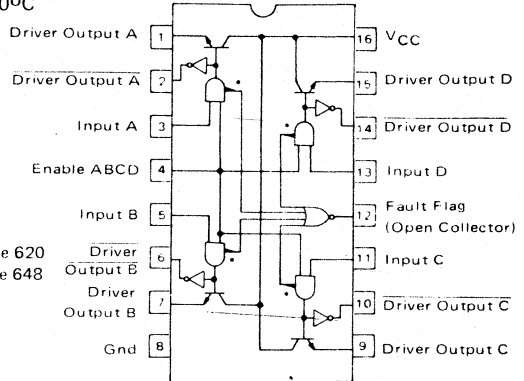 0°C
Driver Output A 1
16 VCC
Driver Output A 2
15 Driver Output D
Input A 3
14 Driver Output D
Enable ABCD 4
13 Input D
Input B 5
12 Fault Flag
(Open Collector)
e 620
e 648
Driver
Output B 6
11 Input C
10 Driver Output C
Driver
Output B 7
Gnd 8
9 Driver Output C